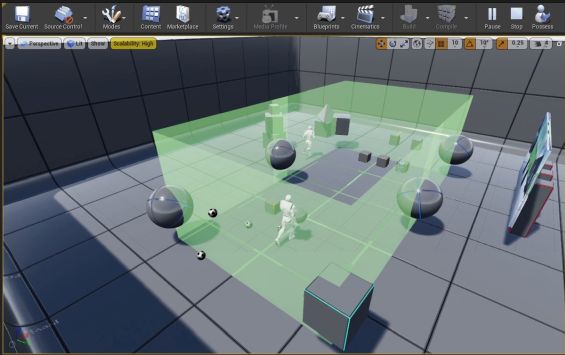 Save Current Source Control Modes Content Marketplace Settings Media Profile Blueprints Cinematics Build Compile Pause Stop Possess
Perspective Lit Show Scalability: High 10 10° 0.25 4